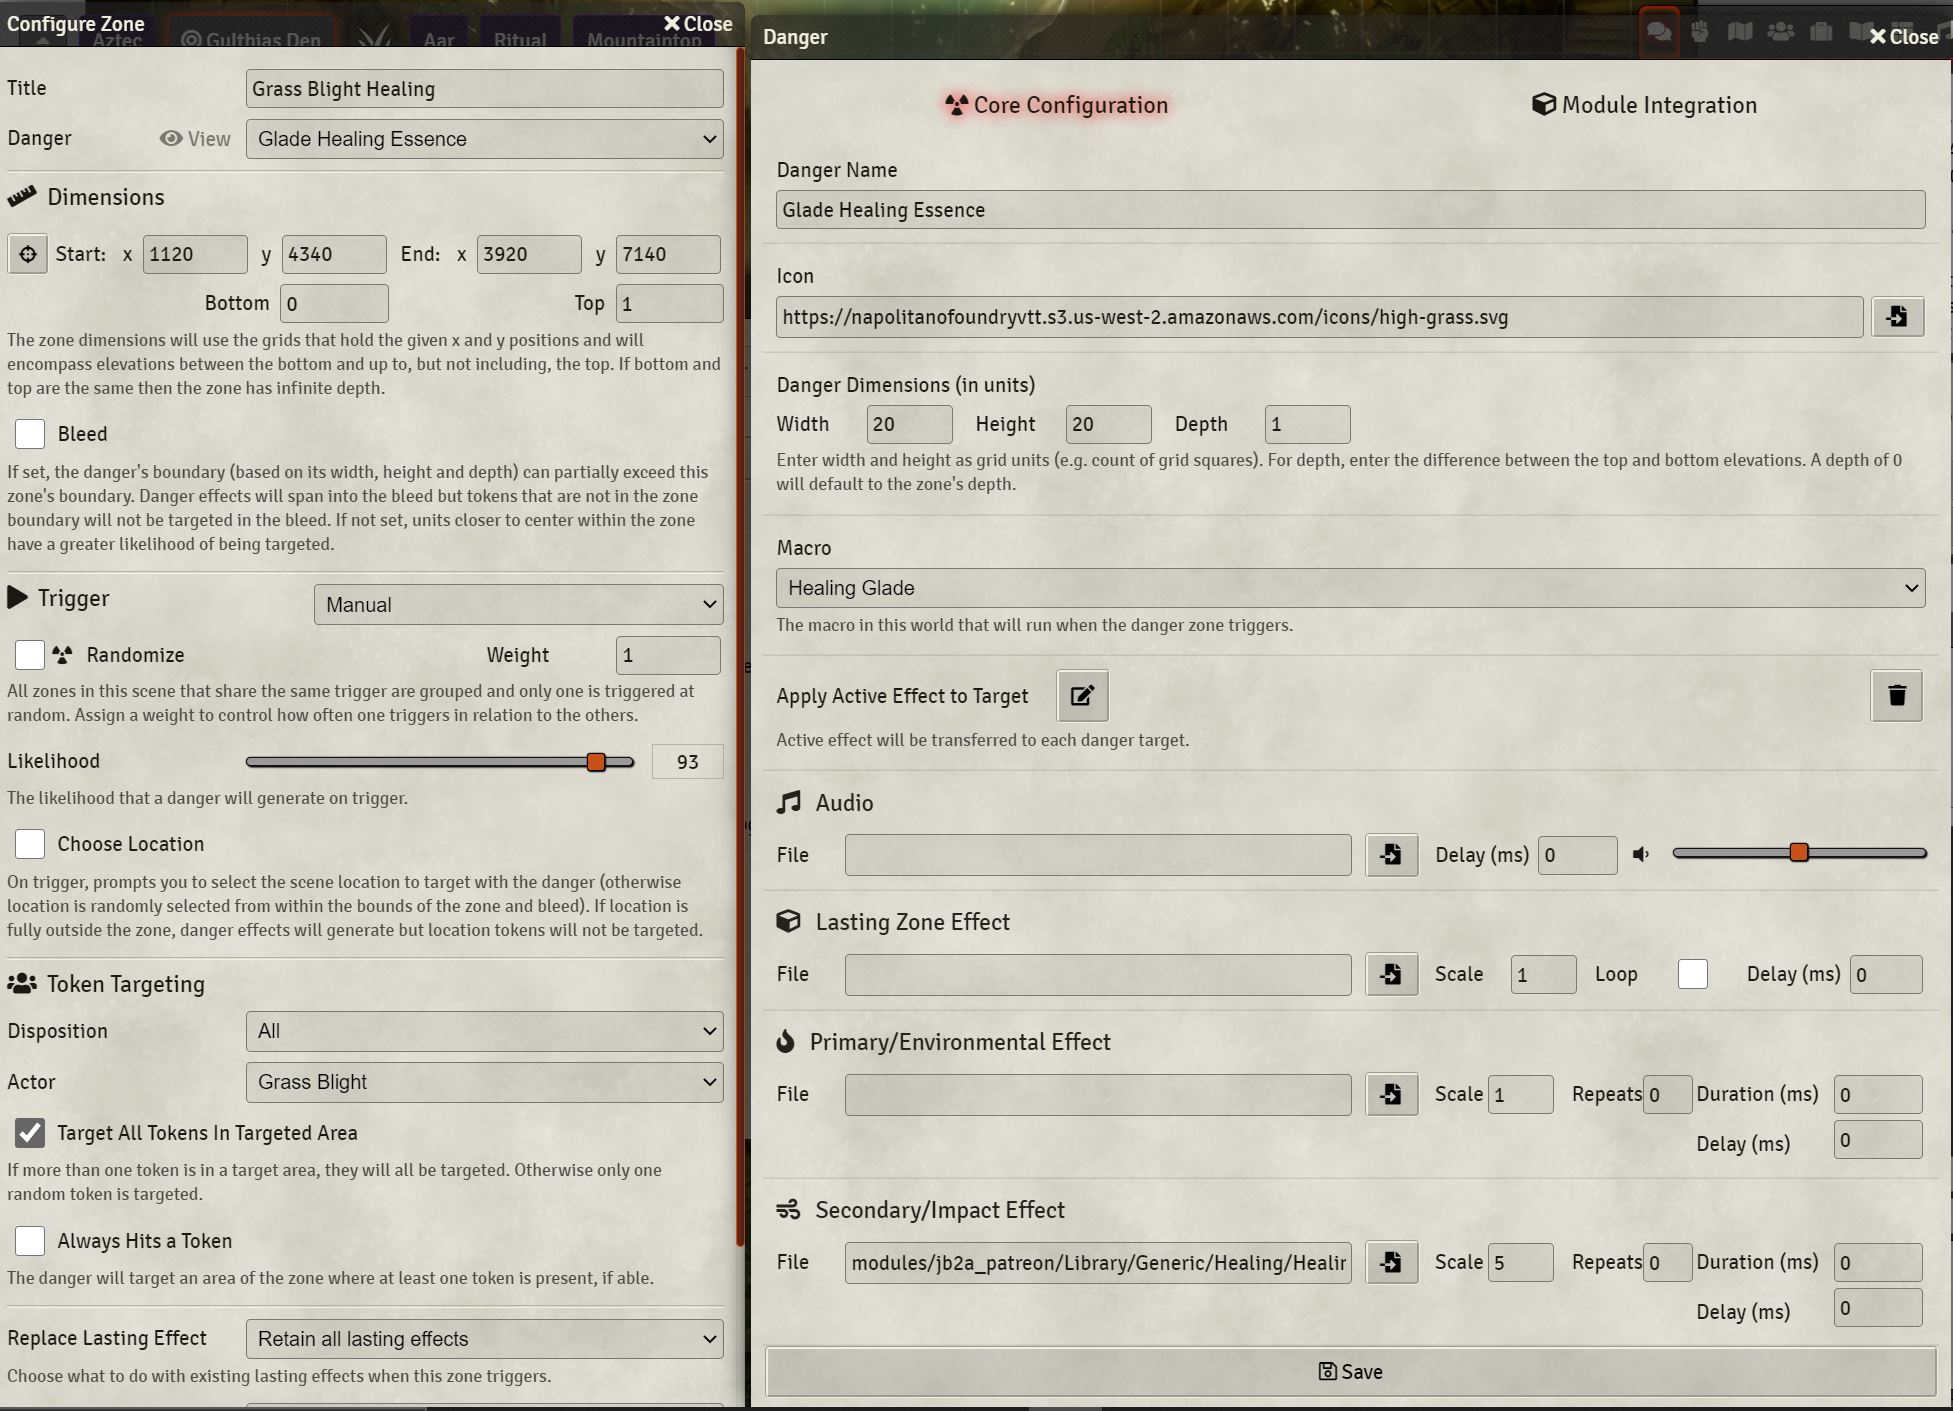 Configure Zone
Close
Aztec
Gulthias Den
Aar
Ritual
Mountaintop
Title
Grass Blight Healing
Danger
View
Glade Healing Essence
Dimensions
Start: x 1120 y 4340 End: x 3920 y 7140
Bottom 0 Top 1
The zone dimensions will use the grids that hold the given x and y positions and will
encompass elevations between the bottom and up to, but not including, the top. If bottom and
top are the same then the zone has infinite depth.
Bleed
If set, the danger's boundary (based on its width, height and depth) can partially exceed this
zone's boundary. Danger effects will span into the bleed but tokens that are not in the zone
boundary will not be targeted in the bleed. If not set, units closer to center within the zone
have a greater likelihood of being targeted.
Trigger
Manual
Randomize
Weight 1
All zones in this scene that share the same trigger are grouped and only one is triggered at
random. Assign a weight to control how often one triggers in relation to the others.
Likelihood
93
The likelihood that a danger will generate on trigger.
Choose Location
On trigger, prompts you to select the scene location to target with the danger (otherwise
location is randomly selected from within the bounds of the zone and bleed). If location is
fully outside the zone, danger effects will generate but location tokens will not be targeted.
Token Targeting
Disposition
All
Actor
Grass Blight
Target All Tokens In Targeted Area
If more than one token is in a target area, they will all be targeted. Otherwise only one
random token is targeted.
Always Hits a Token
The danger will target an area of the zone where at least one token is present, if able.
Replace Lasting Effect
Retain all lasting effects
Choose what to do with existing lasting effects when this zone triggers.
Danger
Close
Core Configuration
Module Integration
Danger Name
Glade Healing Essence
Icon
https://napolitanofoundryvtt.s3.us-west-2.amazonaws.com/icons/high-grass.svg
Danger Dimensions (in units)
Width 20 Height 20 Depth 1
Enter width and height as grid units (e.g. count of grid squares). For depth, enter the difference between the top and bottom elevations. A depth of 0
will default to the zone's depth.
Macro
Healing Glade
The macro in this world that will run when the danger zone triggers.
Apply Active Effect to Target
Active effect will be transferred to each danger target.
Audio
File
Delay (ms) 0
Lasting Zone Effect
File
Scale 1 Loop Delay (ms) 0
Primary/Environmental Effect
File
Scale 1 Repeats 0 Duration (ms) 0
Delay (ms) 0
Secondary/Impact Effect
File modules/jb2a_patreon/Library/Generic/Healing/Healin
Scale 5 Repeats 0 Duration (ms) 0
Delay (ms) 0
Save